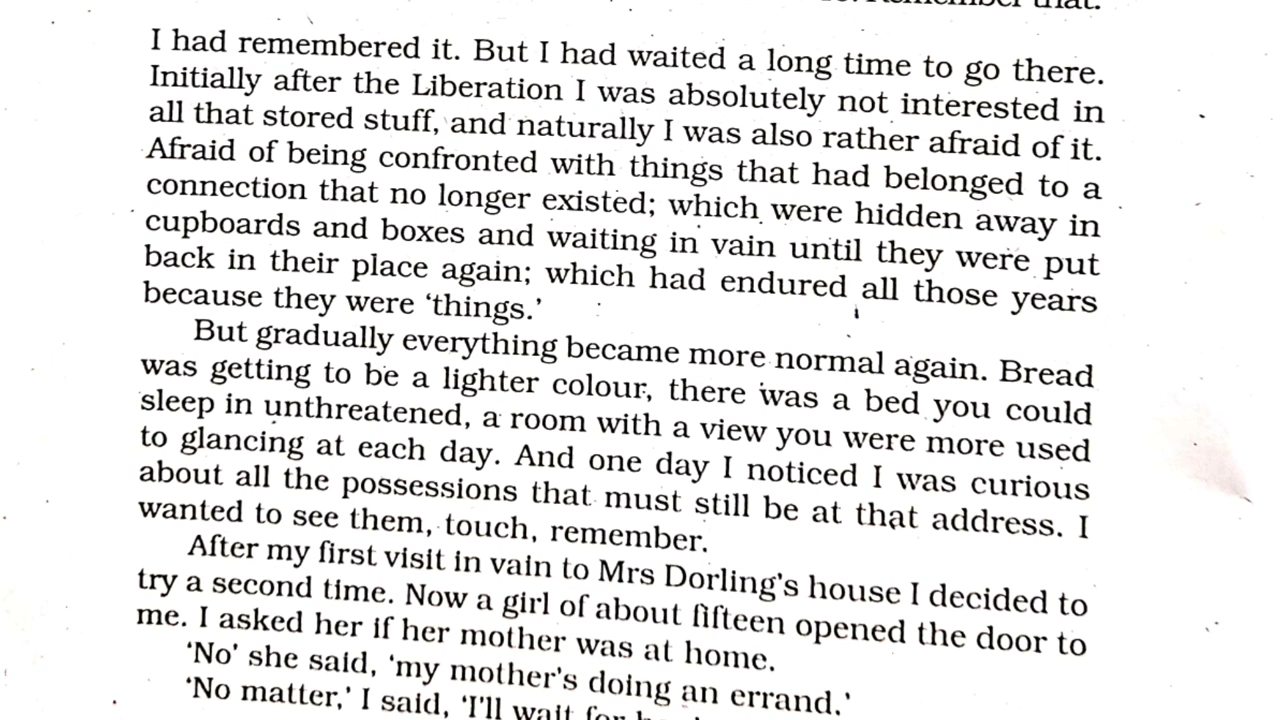 Remember that.
I had remembered it. But I had waited a long time to go there.
Initially after the Liberation I was absolutely not interested in
all that stored stuff, and naturally I was also rather afraid of it.
Afraid of being confronted with things that had belonged to a
connection that no longer existed; which were hidden away in
cupboards and boxes and waiting in vain until they were put
back in their place again; which had endured all those years
because they were ‘things.’
But gradually everything became more normal again. Bread
was getting to be a lighter colour, there was a bed you could
sleep in unthreatened, a room with a view you were more used
to glancing at each day. And one day I noticed I was curious
about all the possessions that must still be at that address. I
wanted to see them, touch, remember.
After my first visit in vain to Mrs Dorling's house I decided to
try a second time. Now a girl of about fifteen opened the door to
me. I asked her if her mother was at home.
‘No’ she said, ‘my mother's doing an errand.’
‘No matter,’ I said, ‘I'll wait for